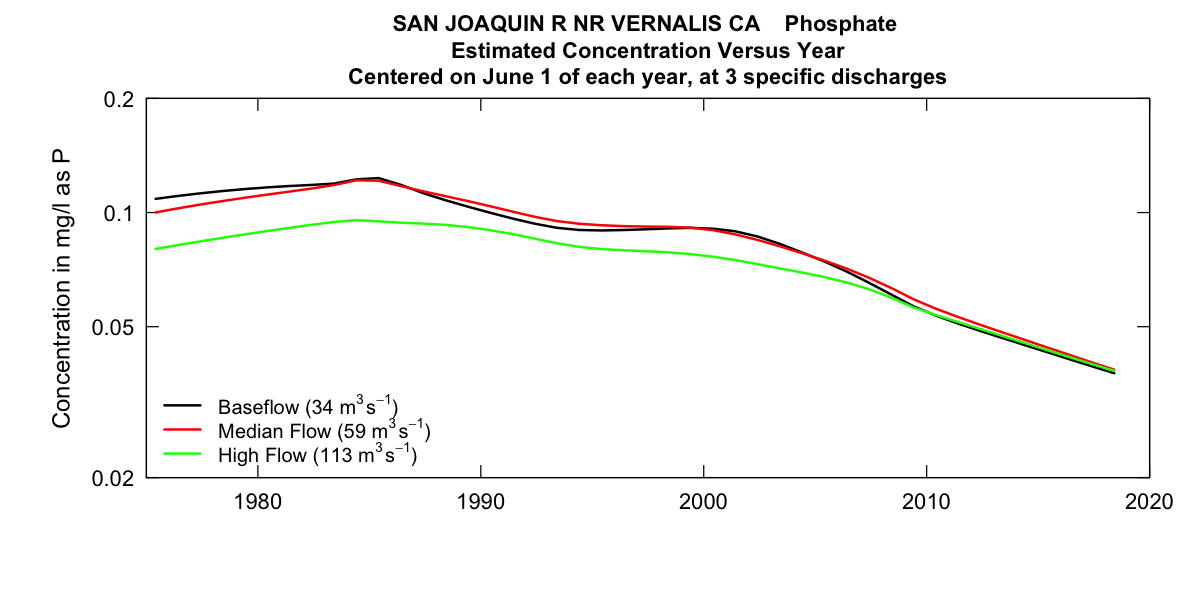 SAN JOAQUIN R NR VERNALIS CA Phosphate
Estimated Concentration Versus Year
Centered on June 1 of each year, at 3 specific discharges
Concentration in mg/l as P
0.2
0.1
0.05
0.02
Baseflow (34 m³s⁻¹)
Median Flow (59 m³s⁻¹)
High Flow (113 m³s⁻¹)
1980 1990 2000 2010 2020